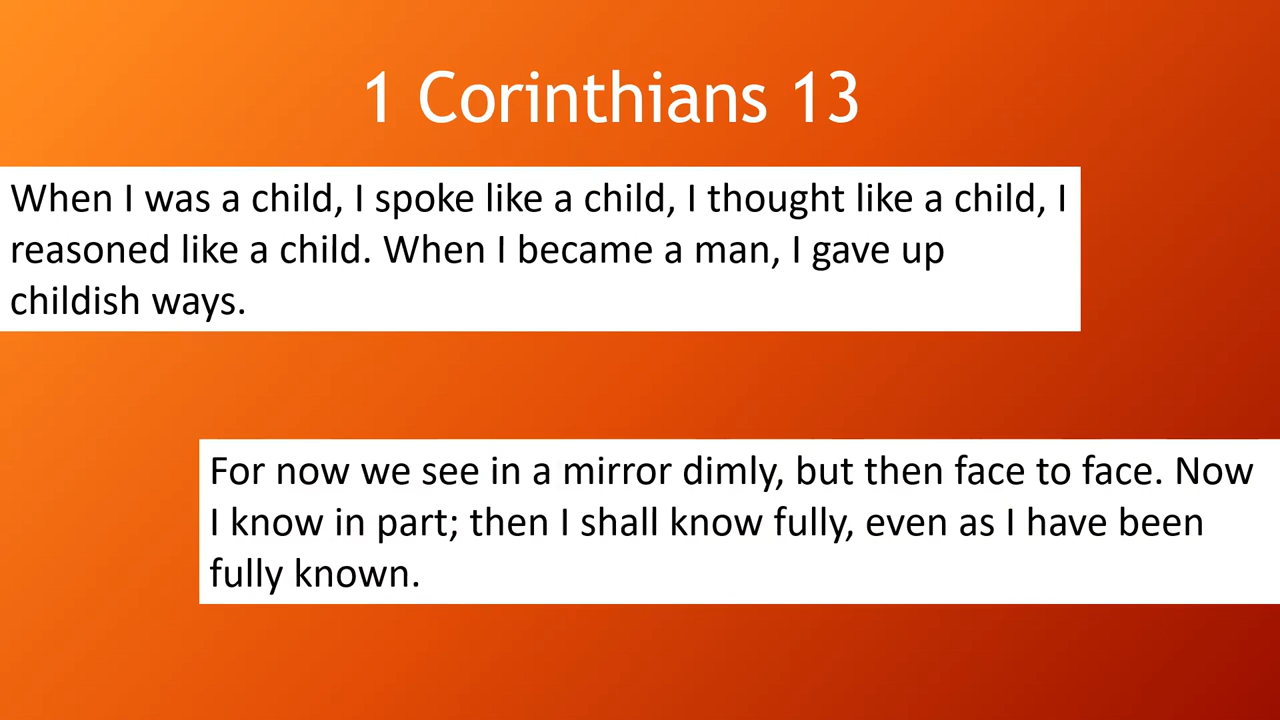 1 Corinthians 13
When I was a child, I spoke like a child, I thought like a child, I
reasoned like a child. When I became a man, I gave up
childish ways.
For now we see in a mirror dimly, but then face to face. Now
I know in part; then I shall know fully, even as I have been
fully known.